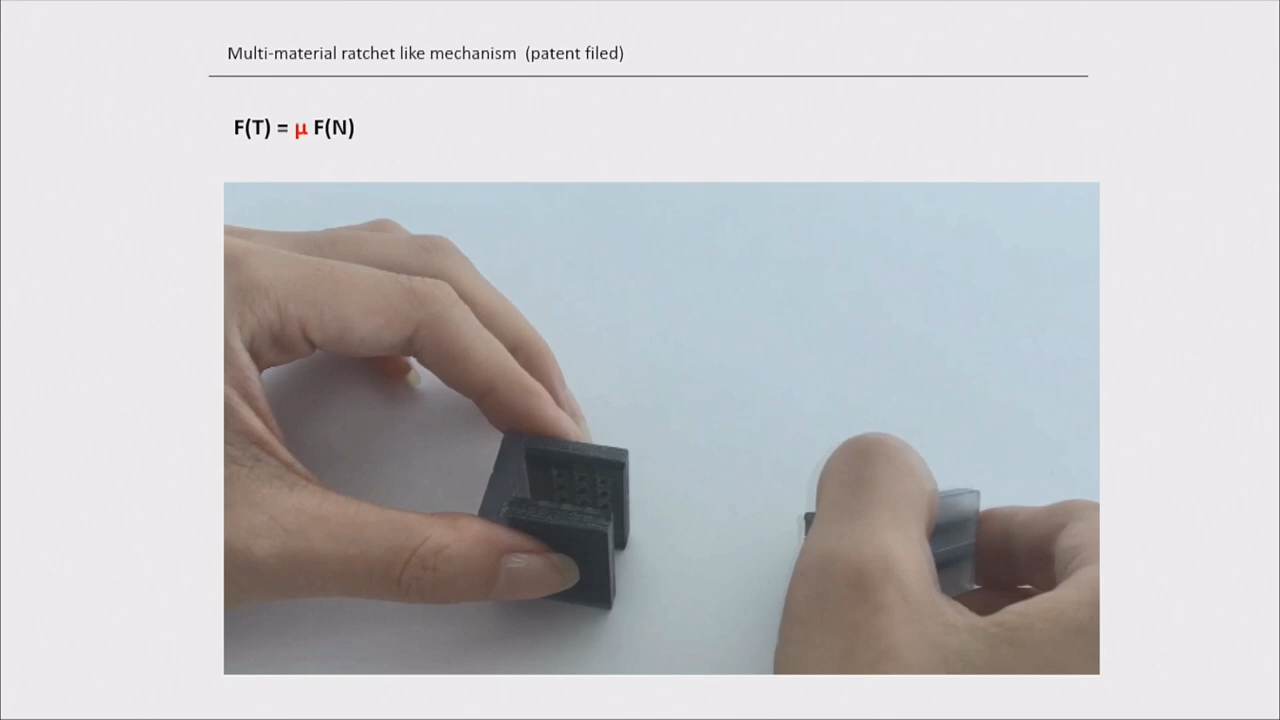 Multi-material ratchet like mechanism (patent filed)
F(T) = μ F(N)